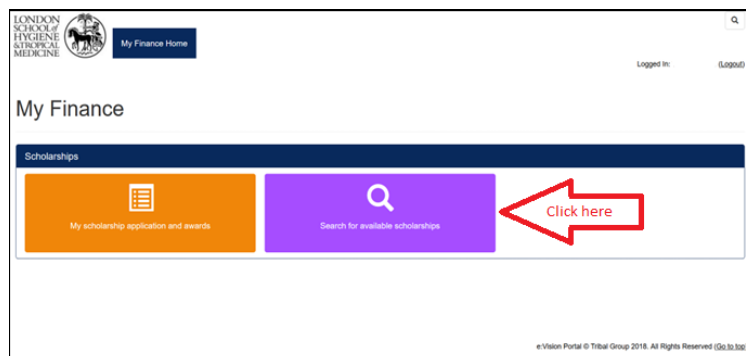 LONDON
SCHOOL of
HYGIENE
&TROPICAL
MEDICINE
My Finance Home
Logged In: (Logout)
My Finance
Scholarships
My scholarship application and awards
Search for available scholarships
Click here
e:Vision Portal © Tribal Group 2018. All Rights Reserved (Go to top